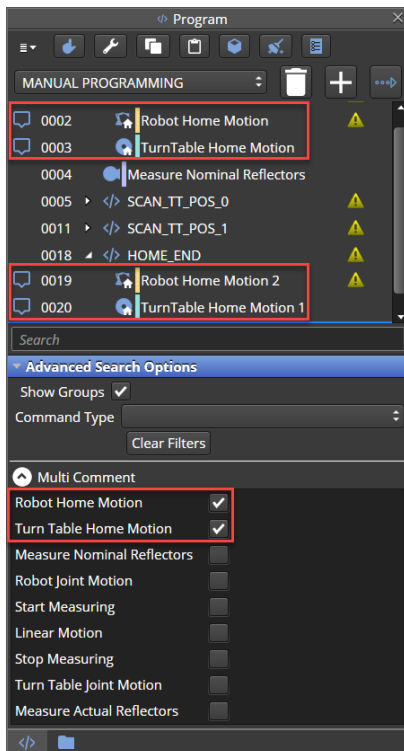 </> Program
MANUAL PROGRAMMING
0002 Robot Home Motion
0003 TurnTable Home Motion
0004 Measure Nominal Reflectors
0005 </> SCAN_TT_POS_0
0011 </> SCAN_TT_POS_1
0018 </> HOME_END
0019 Robot Home Motion 2
0020 TurnTable Home Motion 1
Search
Advanced Search Options
Show Groups
Command Type
Clear Filters
Multi Comment
Robot Home Motion
Turn Table Home Motion
Measure Nominal Reflectors
Robot Joint Motion
Start Measuring
Linear Motion
Stop Measuring
Turn Table Joint Motion
Measure Actual Reflectors
</>